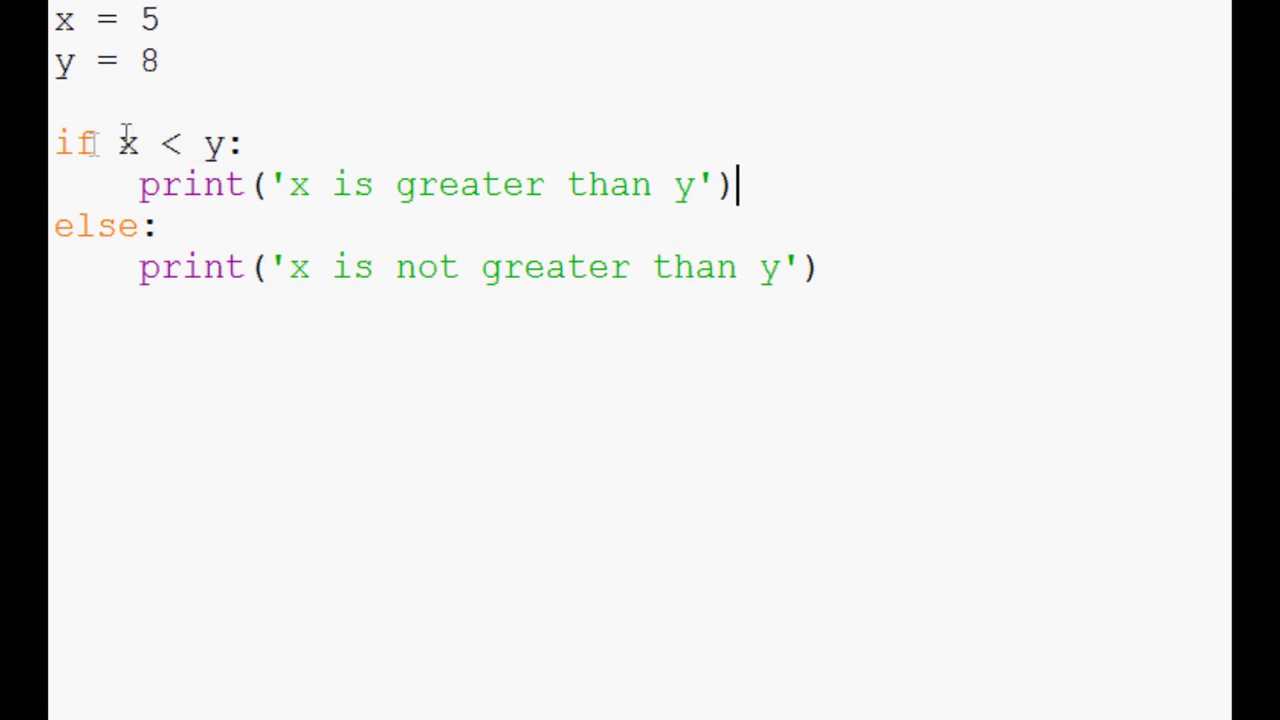 x = 5
y = 8
if x < y:
    print('x is greater than y')
else:
    print('x is not greater than y')